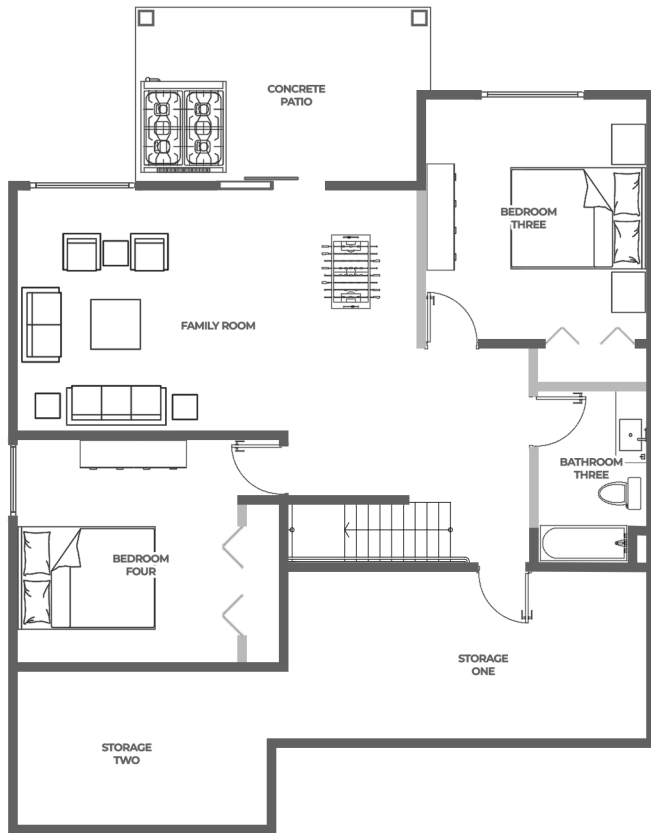 CONCRETE
PATIO
BEDROOM
THREE
FAMILY ROOM
BATHROOM
THREE
BEDROOM
FOUR
STORAGE
ONE
STORAGE
TWO